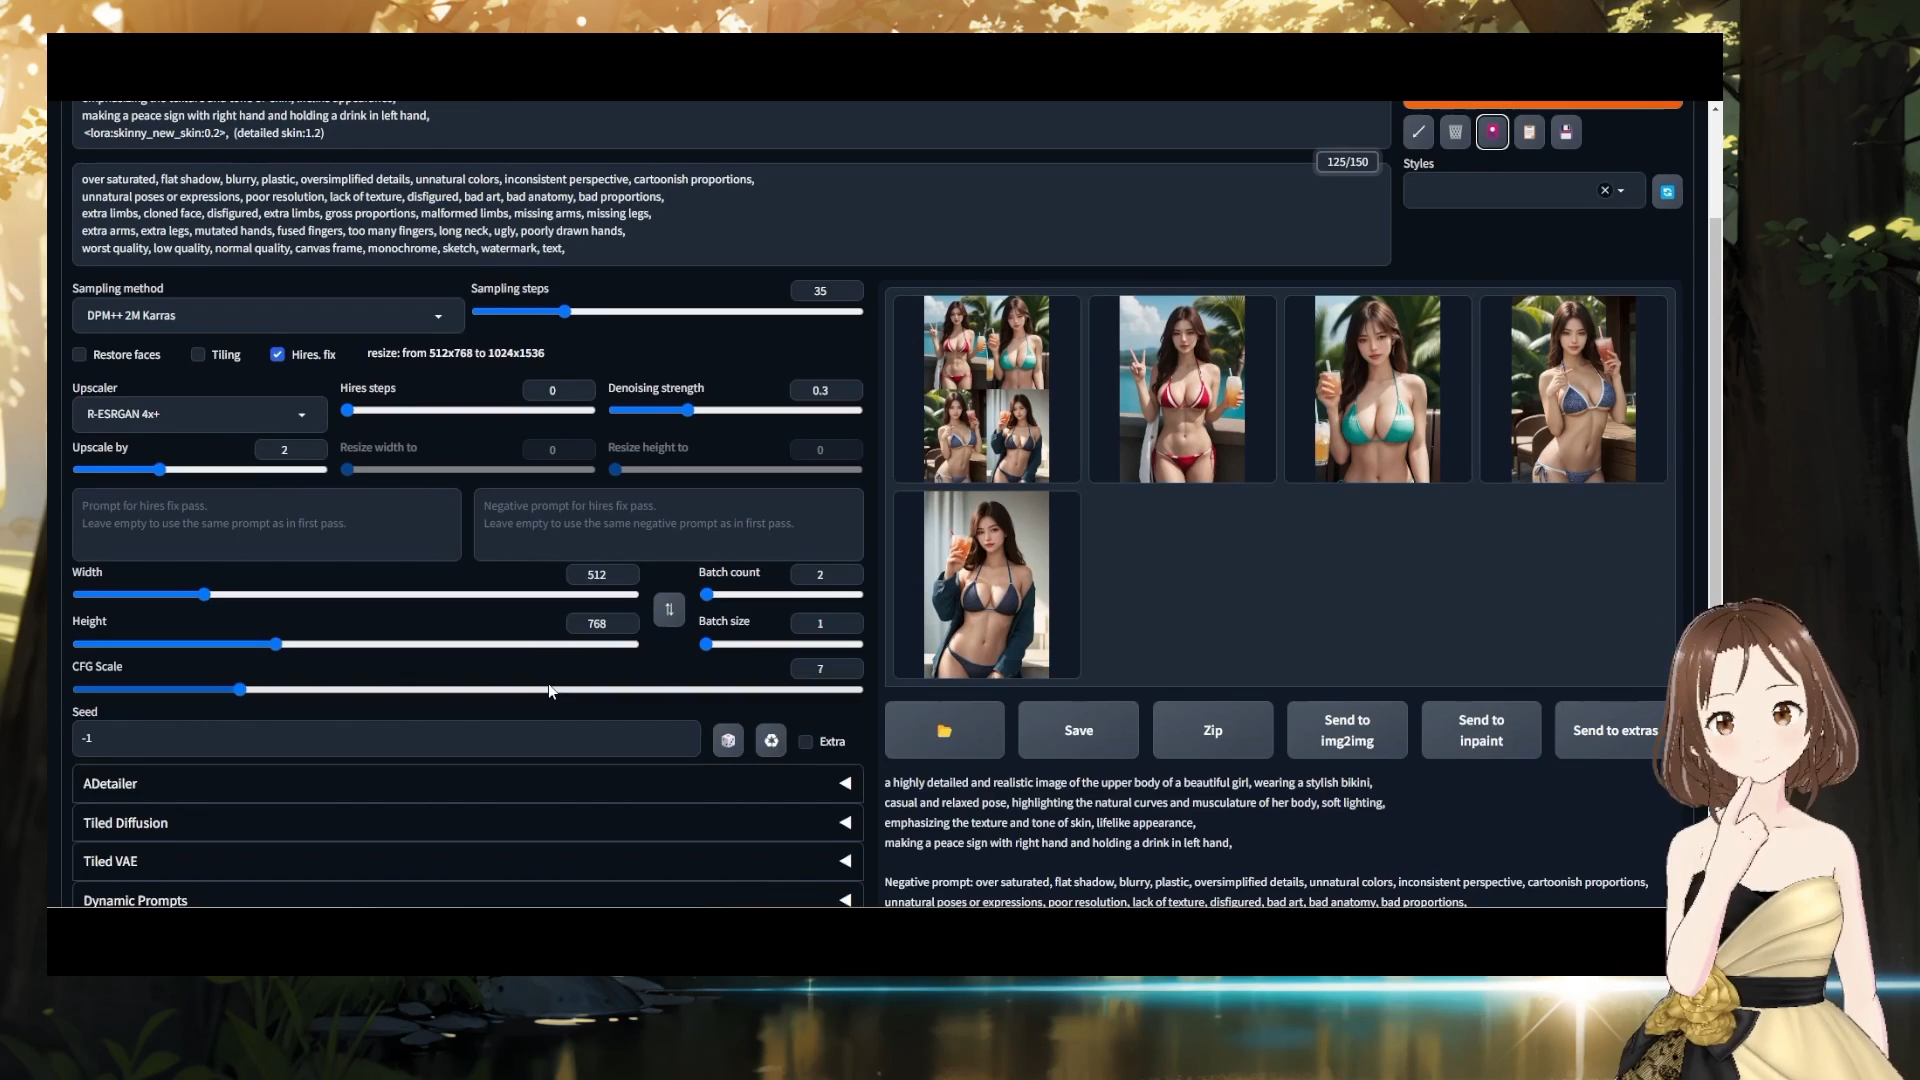 making a peace sign with right hand and holding a drink in left hand,
<lora:skinny_new_skin:0.2>, (detailed skin:1.2)
125/150
Styles
over saturated, flat shadow, blurry, plastic, oversimplified details, unnatural colors, inconsistent perspective, cartoonish proportions,
unnatural poses or expressions, poor resolution, lack of texture, disfigured, bad art, bad anatomy, bad proportions,
extra limbs, cloned face, disfigured, extra limbs, gross proportions, malformed limbs, missing arms, missing legs,
extra arms, extra legs, mutated hands, fused fingers, too many fingers, long neck, ugly, poorly drawn hands,
worst quality, low quality, normal quality, canvas frame, monochrome, sketch, watermark, text,
Sampling method
Sampling steps
35
DPM++ 2M Karras
Restore faces
Tiling
Hires. fix
resize: from 512x768 to 1024x1536
Upscaler
Hires steps
0
Denoising strength
0.3
R-ESRGAN 4x+
Upscale by
2
Resize width to
0
Resize height to
0
Prompt for hires fix pass.
Leave empty to use the same prompt as in first pass.
Negative prompt for hires fix pass.
Leave empty to use the same negative prompt as in first pass.
Width
512
Batch count
2
Height
768
Batch size
1
CFG Scale
7
Seed
-1
Extra
ADetailer
Tiled Diffusion
Tiled VAE
Dynamic Prompts
Save
Zip
Send to
img2img
Send to
inpaint
Send to extras
a highly detailed and realistic image of the upper body of a beautiful girl, wearing a stylish bikini,
casual and relaxed pose, highlighting the natural curves and musculature of her body, soft lighting,
emphasizing the texture and tone of skin, lifelike appearance,
making a peace sign with right hand and holding a drink in left hand,
Negative prompt: over saturated, flat shadow, blurry, plastic, oversimplified details, unnatural colors, inconsistent perspective, cartoonish proportions,
unnatural poses or expressions, poor resolution, lack of texture, disfigured, bad art, bad anatomy, bad proportions,